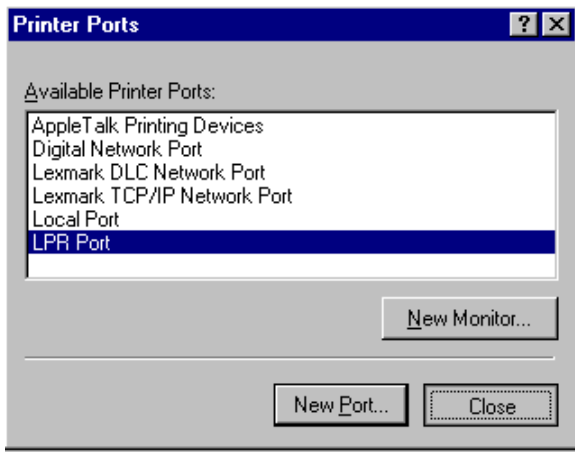 Printer Ports
Available Printer Ports:
AppleTalk Printing Devices
Digital Network Port
Lexmark DLC Network Port
Lexmark TCP/IP Network Port
Local Port
LPR Port
New Monitor...
New Port...
Close